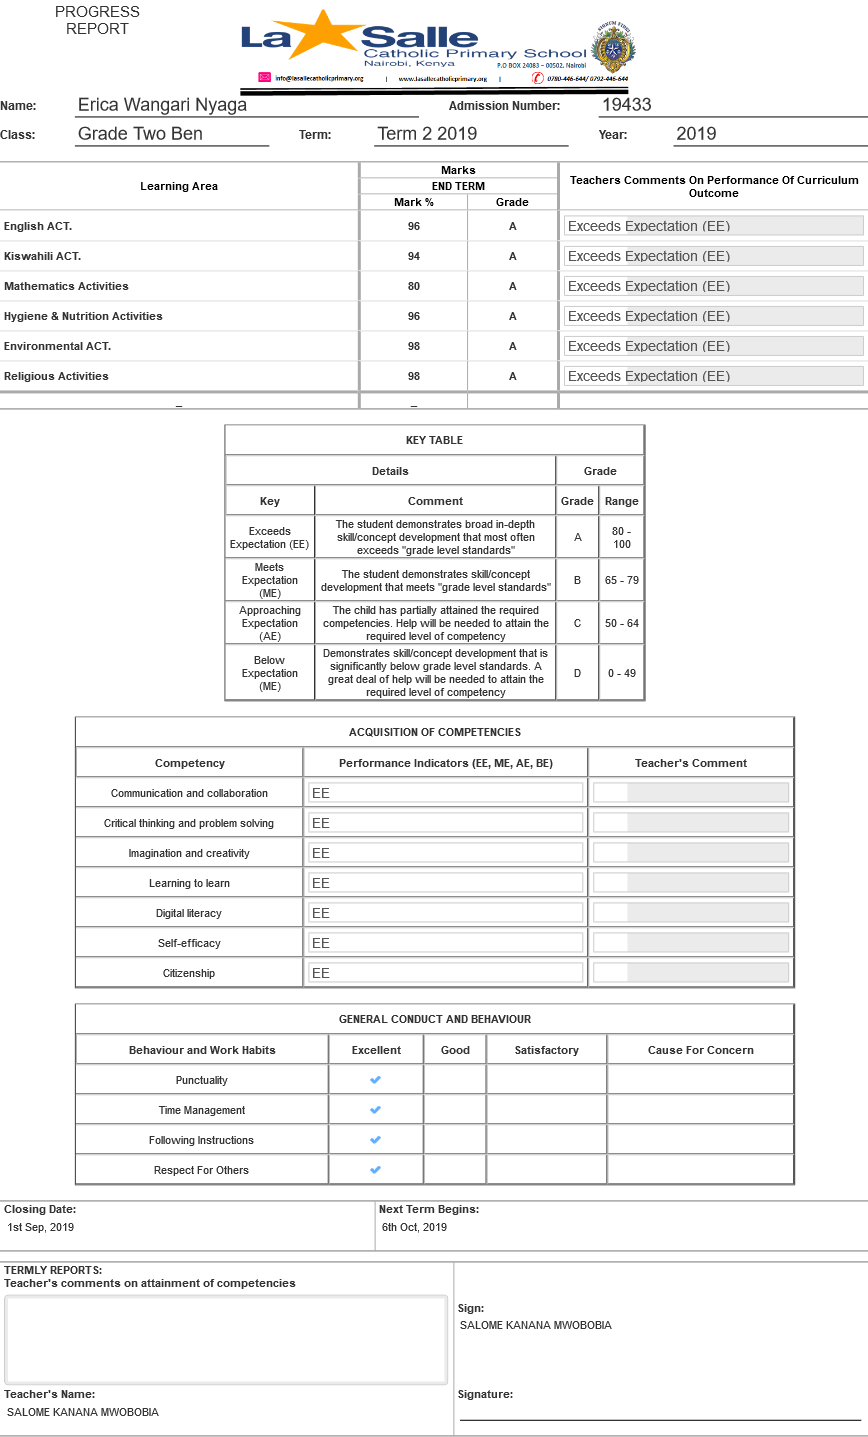 PROGRESS
REPORT
La Salle
Catholic Primary School
Nairobi, Kenya
P.O BOX 24083 – 00502, Nairobi
info@lasallecatholicprimary.org | www.lasallecatholicprimary.org | 0780-446-644/ 0792-446-644
Name: Erica Wangari Nyaga Admission Number: 19433
Class: Grade Two Ben Term: Term 2 2019 Year: 2019
Learning Area Marks Teachers Comments On Performance Of Curriculum Outcome
END TERM
Mark % Grade
English ACT. 96 A Exceeds Expectation (EE)
Kiswahili ACT. 94 A Exceeds Expectation (EE)
Mathematics Activities 80 A Exceeds Expectation (EE)
Hygiene & Nutrition Activities 96 A Exceeds Expectation (EE)
Environmental ACT. 98 A Exceeds Expectation (EE)
Religious Activities 98 A Exceeds Expectation (EE)
_ _
KEY TABLE
Details Grade
Key Comment Grade Range
Exceeds Expectation (EE) The student demonstrates broad in-depth skill/concept development that most often exceeds "grade level standards" A 80 - 100
Meets Expectation (ME) The student demonstrates skill/concept development that meets "grade level standards" B 65 - 79
Approaching Expectation (AE) The child has partially attained the required competencies. Help will be needed to attain the required level of competency C 50 - 64
Below Expectation (ME) Demonstrates skill/concept development that is significantly below grade level standards. A great deal of help will be needed to attain the required level of competency D 0 - 49
ACQUISITION OF COMPETENCIES
Competency Performance Indicators (EE, ME, AE, BE) Teacher's Comment
Communication and collaboration EE
Critical thinking and problem solving EE
Imagination and creativity EE
Learning to learn EE
Digital literacy EE
Self-efficacy EE
Citizenship EE
GENERAL CONDUCT AND BEHAVIOUR
Behaviour and Work Habits Excellent Good Satisfactory Cause For Concern
Punctuality ✔
Time Management ✔
Following Instructions ✔
Respect For Others ✔
Closing Date: Next Term Begins:
1st Sep, 2019 6th Oct, 2019
TERMLY REPORTS:
Teacher's comments on attainment of competencies
Sign:
SALOME KANANA MWOBOBIA
Teacher's Name: Signature:
SALOME KANANA MWOBOBIA